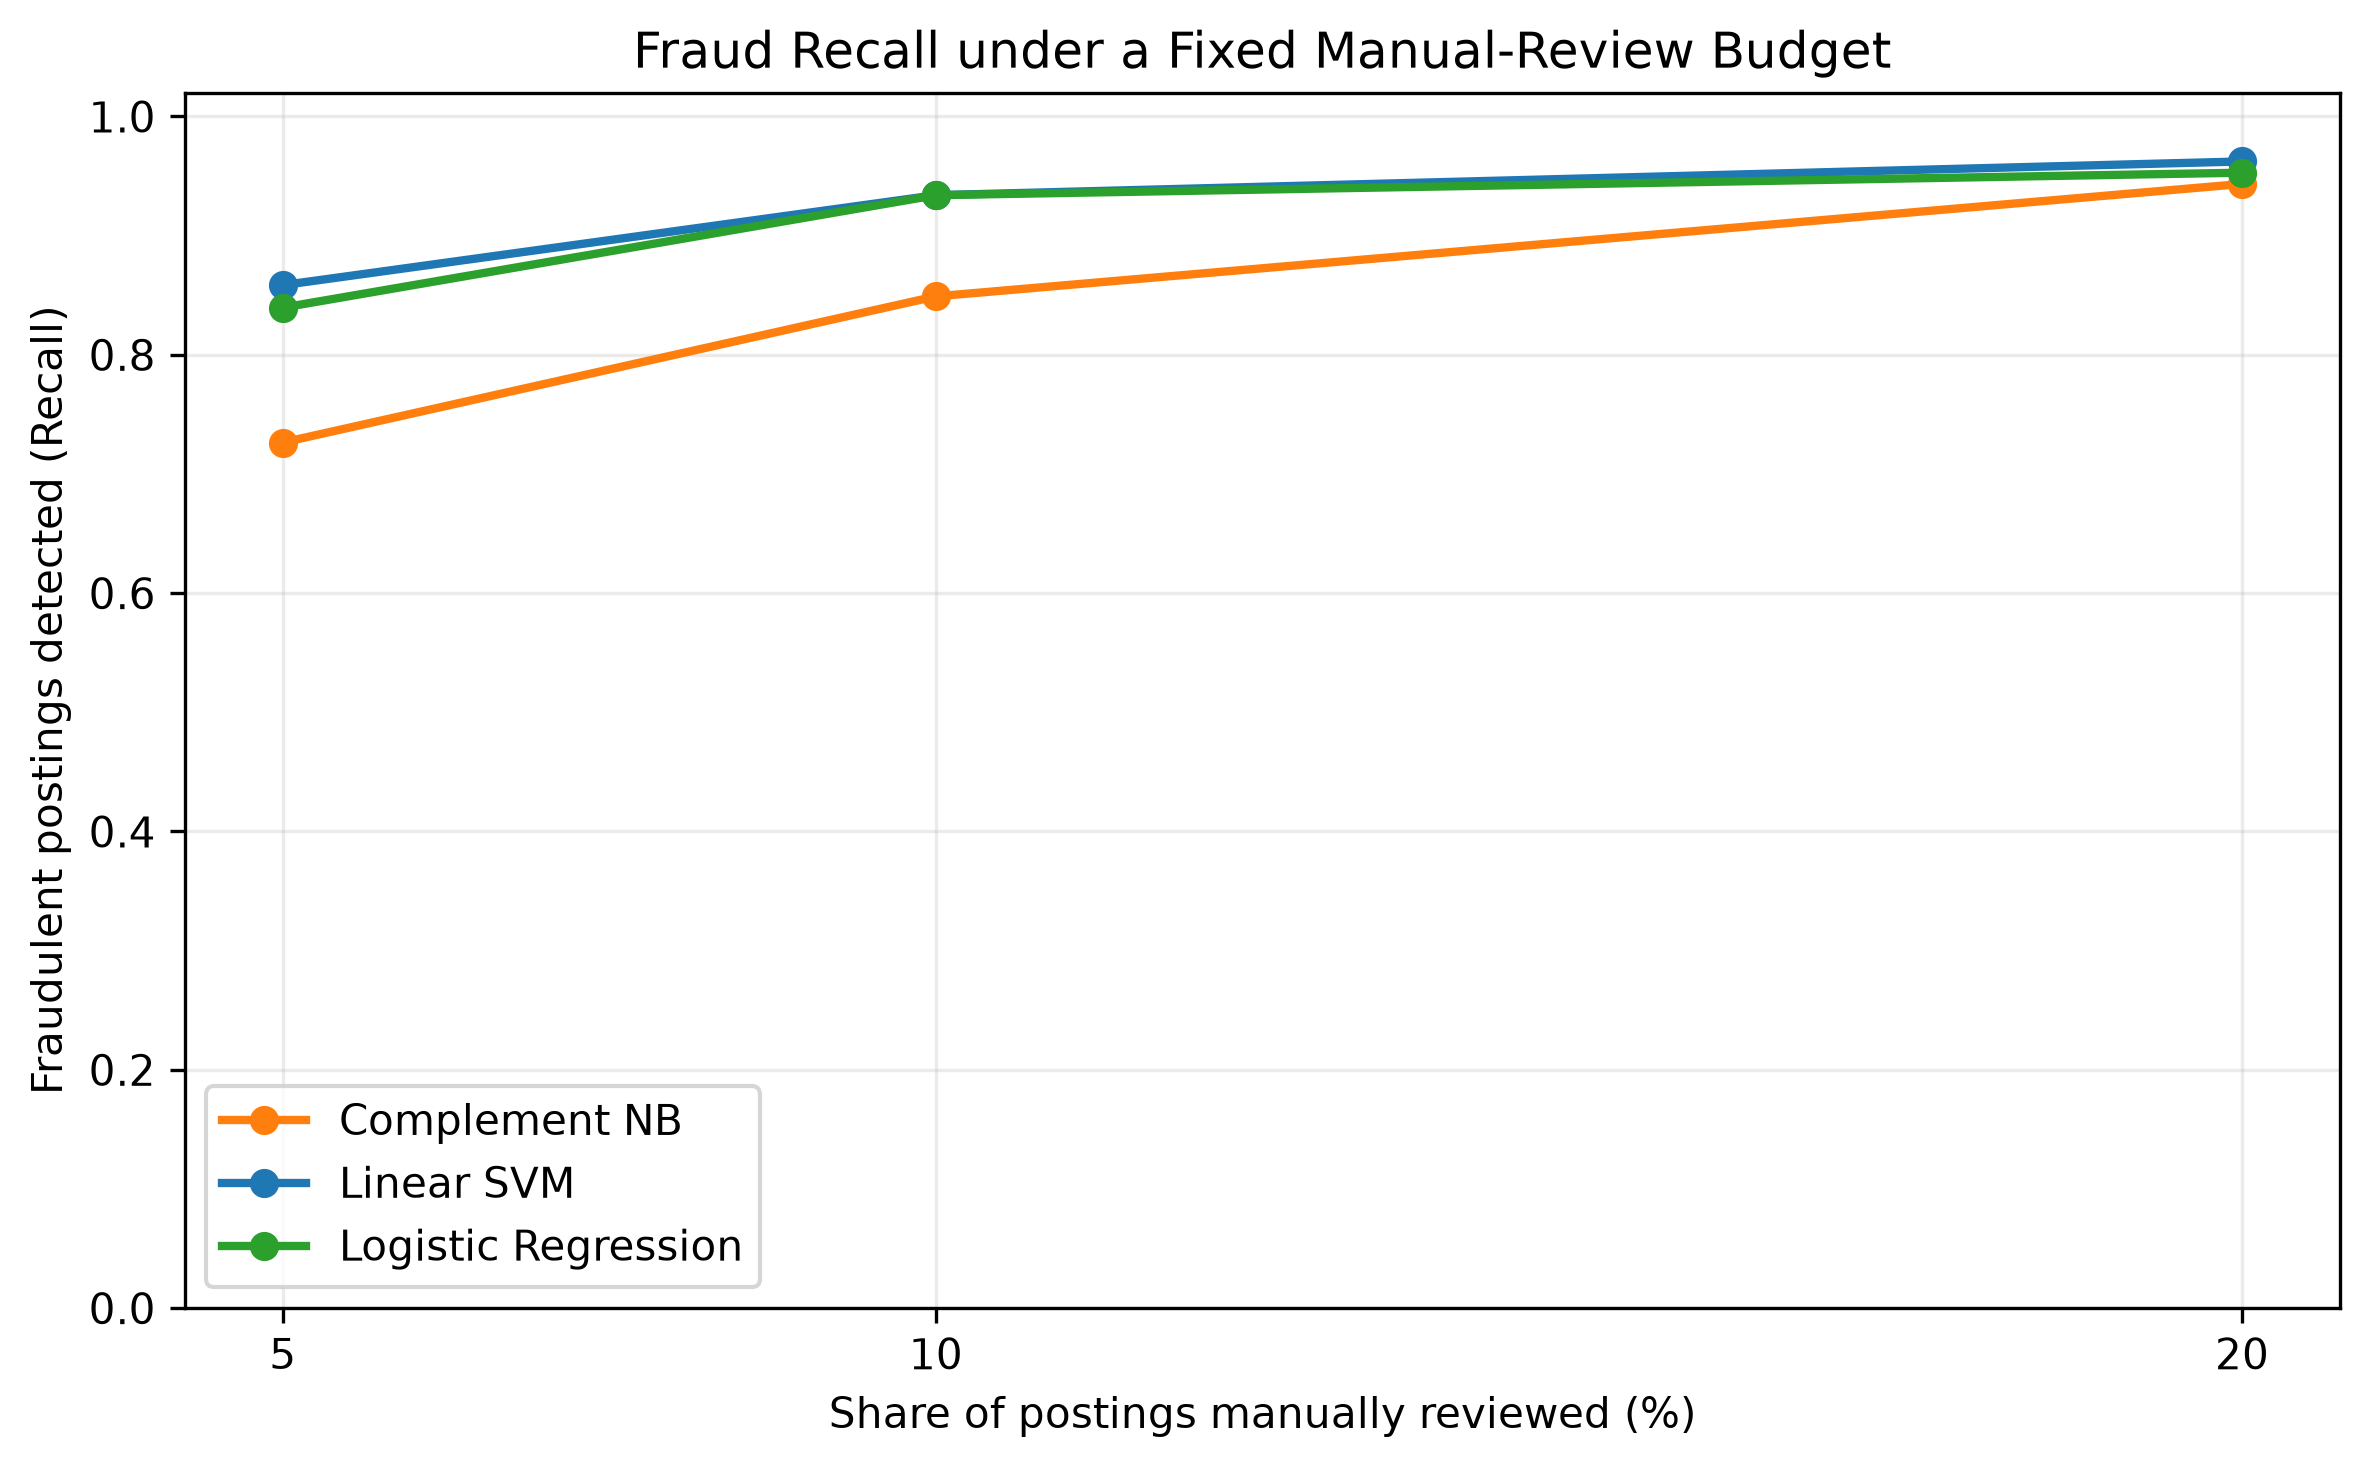 Fraud Recall under a Fixed Manual-Review Budget
Fraudulent postings detected (Recall)
1.0
0.8
0.6
0.4
0.2
0.0
Complement NB
Linear SVM
Logistic Regression
5 10 20
Share of postings manually reviewed (%)